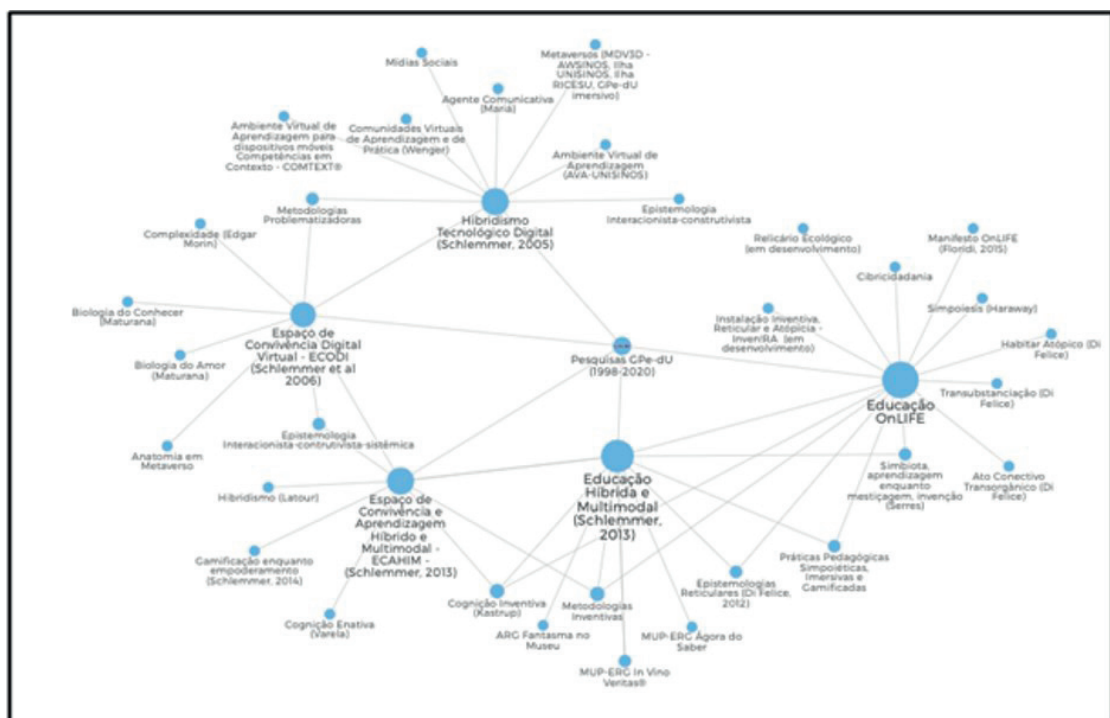 Mídias Sociais
Metaversos (MDV3D -
AWSINOS, Ilha
UNISINOS, Ilha
RICESU, GPe-dU
imersivo)
Agente Comunicativa
(Mariá)
Ambiente Virtual de
Aprendizagem para
dispositivos móveis
Competências em
Contexto - COMTEXT®
Comunidades Virtuais
de Aprendizagem e de
Prática (Wenger)
Ambiente Virtual de
Aprendizagem
(AVA-UNISINOS)
Metodologias
Problematizadoras
Hibridismo
Tecnológico Digital
(Schlemmer, 2005)
Epistemologia
Interacionista-construtivista
Complexidade (Edgar
Morin)
Relicário Ecológico
(em desenvolvimento)
Manifesto OnLIFE
(Floridi, 2015)
Cibricidadania
Biologia do Conhecer
(Maturana)
Espaço de
Convivência Digital
Virtual - ECODI
(Schlemmer et al
2006)
Instalação Inventiva,
Reticular e Atópicia -
InvenIRA (em
desenvolvimento)
Simpoiesis (Haraway)
Biologia do Amor
(Maturana)
Pesquisas GPe-dU
(1998-2020)
Habitar Atópico (Di
Felice)
Educação
OnLIFE
Transubstanciação (Di
Felice)
Anatomia em
Metaverso
Epistemologia
Interacionista-contrutivista-sistêmica
Simbiota,
aprendizagem
enquanto
mestiçagem, invenção
(Serres)
Ato Conectivo
Transorgânico (Di
Felice)
Hibridismo (Latour)
Espaço de
Convivência e
Aprendizagem
Híbrido e
Multimodal -
ECAHIM -
(Schlemmer, 2013)
Educação
Híbrida e
Multimodal
(Schlemmer,
2013)
Gamificação enquanto
empoderamento
(Schlemmer, 2014)
Práticas Pedagógicas
Simpoiéticas,
Imersivas e
Gamificadas
Cognição Enativa
(Varela)
Cognição Inventiva
(Kastrup)
Metodologias
Inventivas
Epistemologias
Reticulares (Di Felice,
2012)
ARG Fantasma no
Museu
MUP-ERG Ágora do
Saber
MUP-ERG In Vino
Veritas®